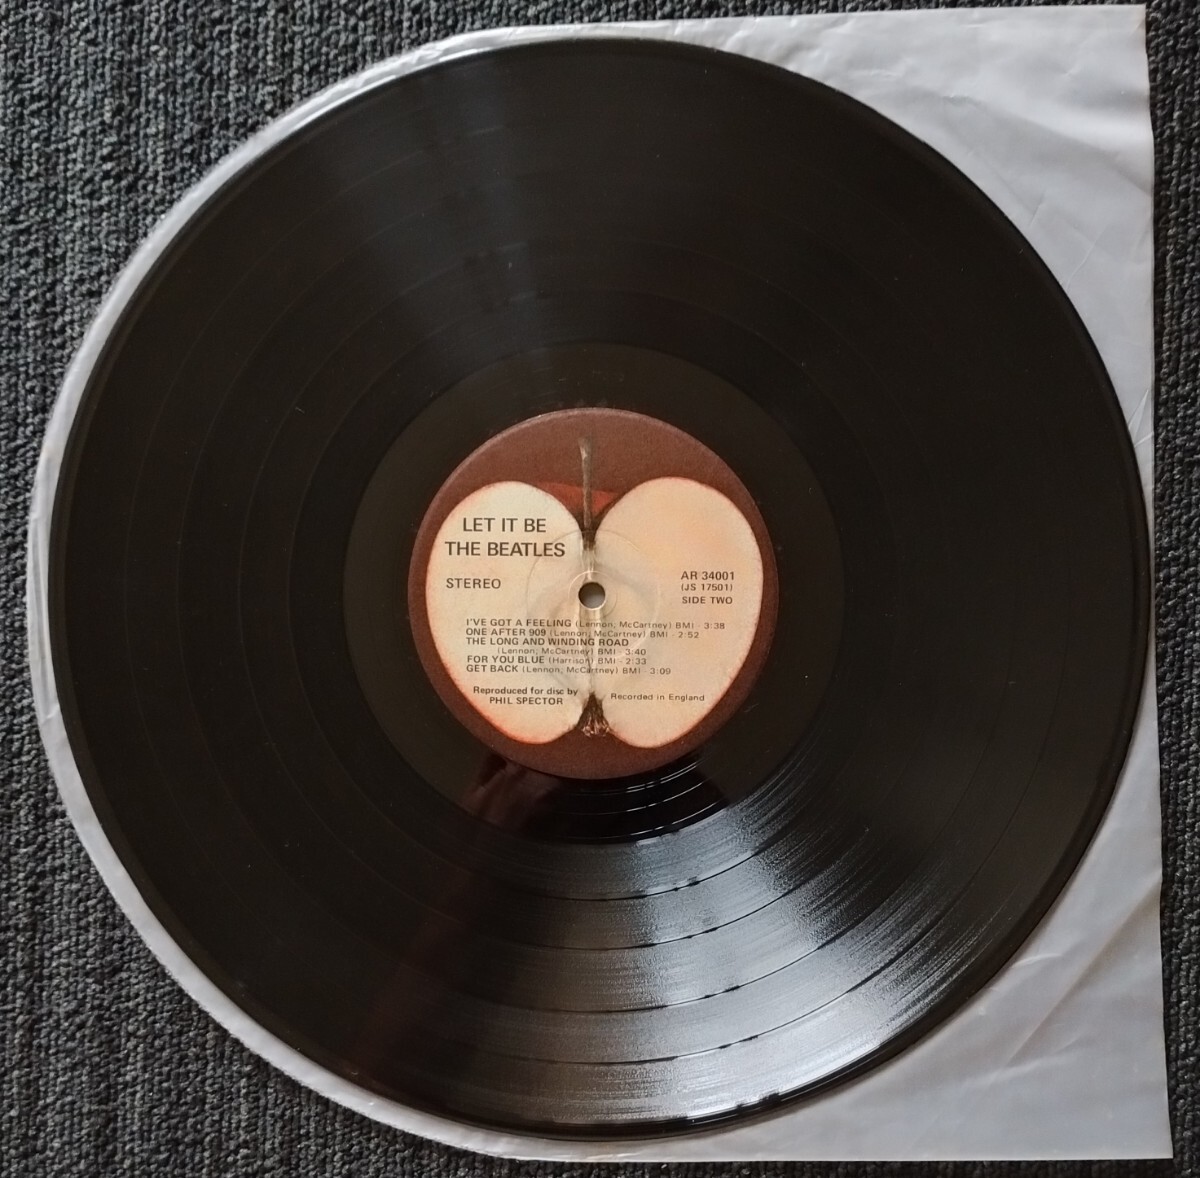 LET IT BE
THE BEATLES
STEREO
AR 34001
(JS 17501)
SIDE TWO
I'VE GOT A FEELING (Lennon, McCartney) BMI - 3:38
ONE AFTER 909 (Lennon, McCartney) BMI - 2:52
THE LONG AND WINDING ROAD
(Lennon, McCartney) BMI - 3:40
FOR YOU BLUE (Harrison) BMI - 2:33
GET BACK (Lennon, McCartney) BMI - 3:09
Reproduced for disc by
PHIL SPECTOR
Recorded in England